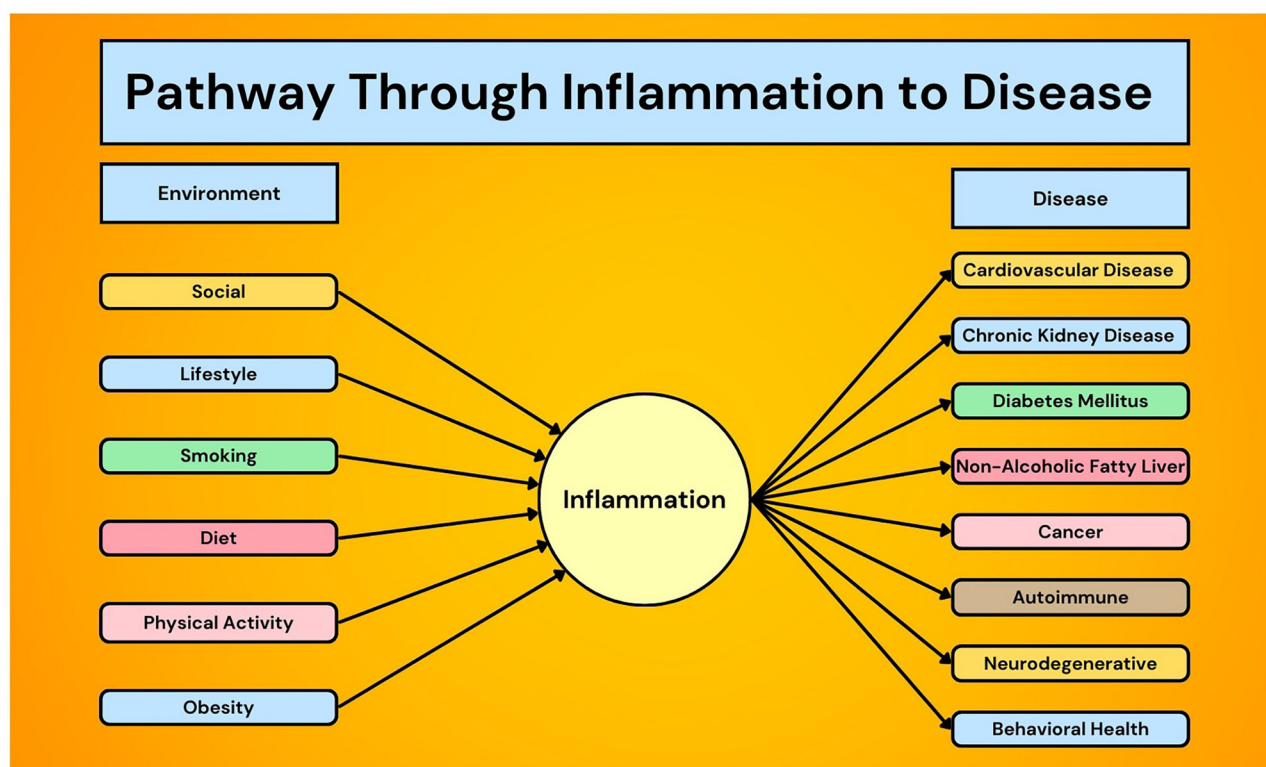 Pathway Through Inflammation to Disease
Environment
Social
Lifestyle
Smoking
Diet
Physical Activity
Obesity
Inflammation
Disease
Cardiovascular Disease
Chronic Kidney Disease
Diabetes Mellitus
Non-Alcoholic Fatty Liver
Cancer
Autoimmune
Neurodegenerative
Behavioral Health